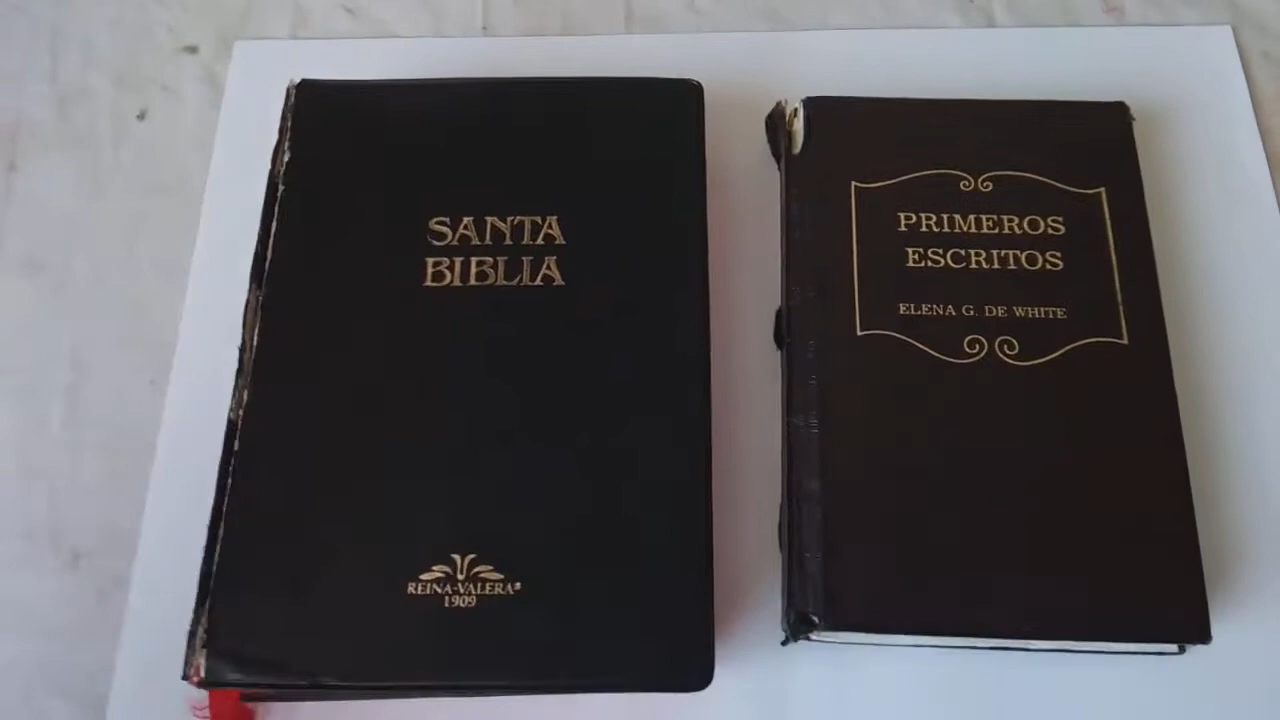 SANTA
BIBLIA
REINA-VALERA®
1909
PRIMEROS
ESCRITOS
ELENA G. DE WHITE